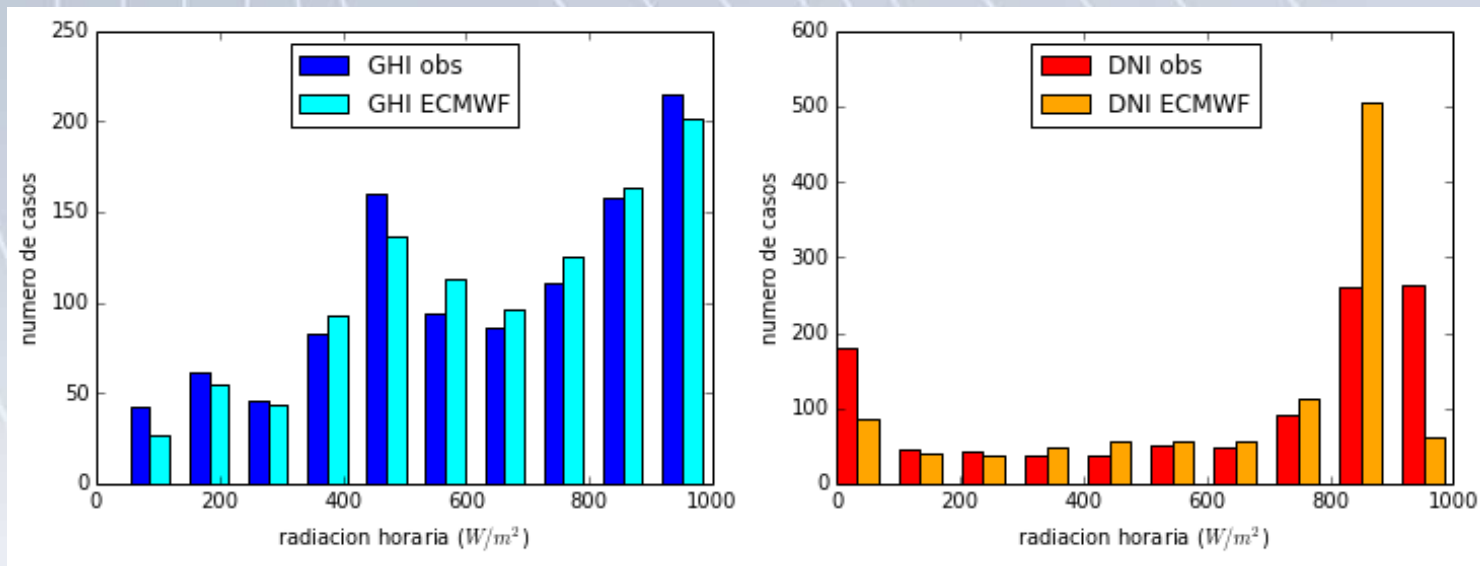 250
200
150
100
50
0
numero de casos
GHI obs
GHI ECMWF
0 200 400 600 800 1000
radiacion horaria (W/m²)
600
500
400
300
200
100
0
numero de casos
DNI obs
DNI ECMWF
0 200 400 600 800 1000
radiacion horaria (W/m²)